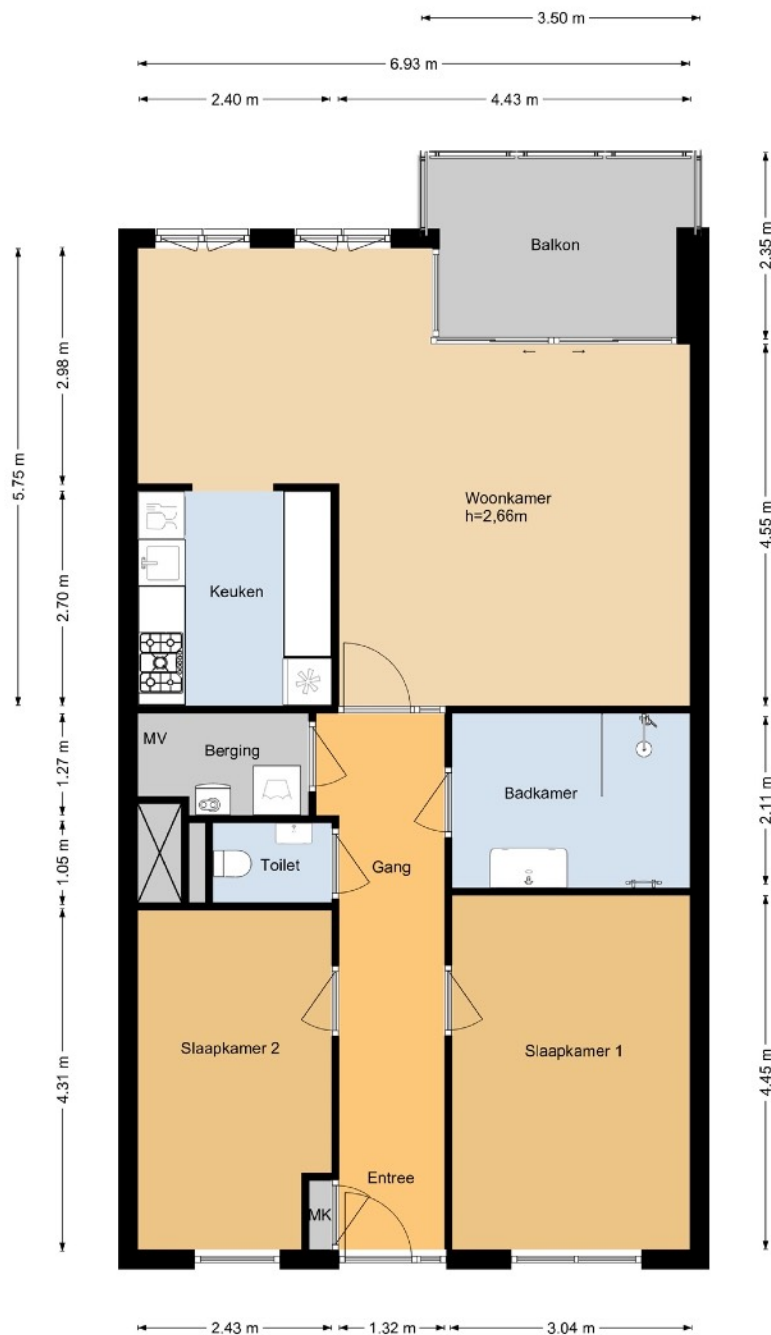 3.50 m
6.93 m
2.40 m
4.43 m
Balkon
2.35 m
2.98 m
5.75 m
Woonkamer
h=2,66m
4.55 m
Keuken
2.70 m
MV
Berging
1.27 m
Badkamer
2.11 m
Toilet
Gang
1.05 m
Slaapkamer 2
Slaapkamer 1
4.31 m
4.45 m
Entree
MK
2.43 m
1.32 m
3.04 m